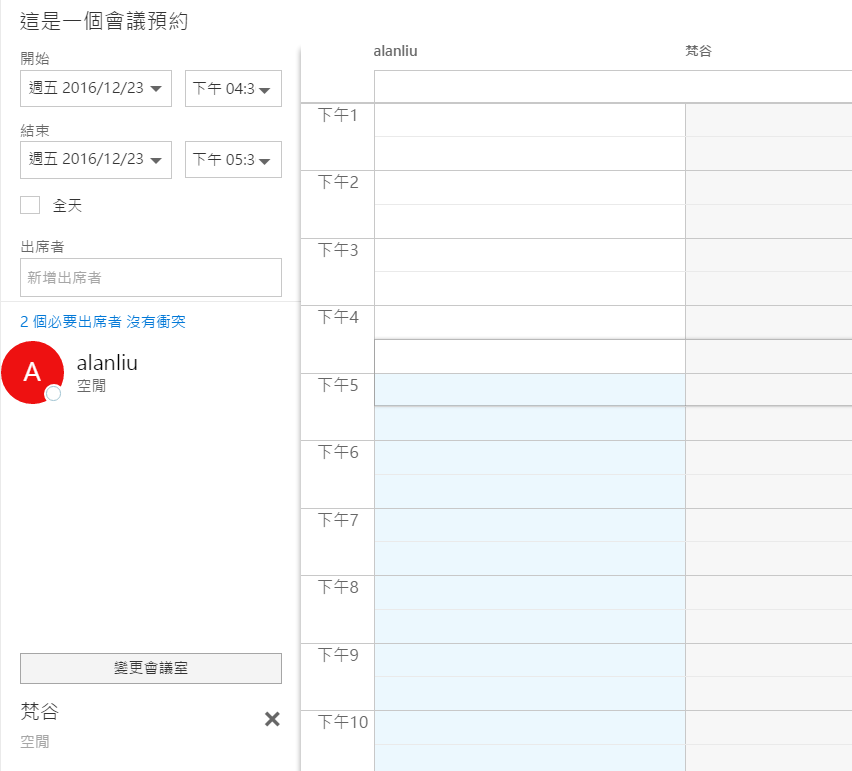 這是一個會議預約
開始
週五 2016/12/23
下午 04:3
結束
週五 2016/12/23
下午 05:3
全天
出席者
新增出席者
2 個必要出席者 沒有衝突
A
alanliu
空閒
變更會議室
梵谷
空閒
alanliu
梵谷
下午1
下午2
下午3
下午4
下午5
下午6
下午7
下午8
下午9
下午10